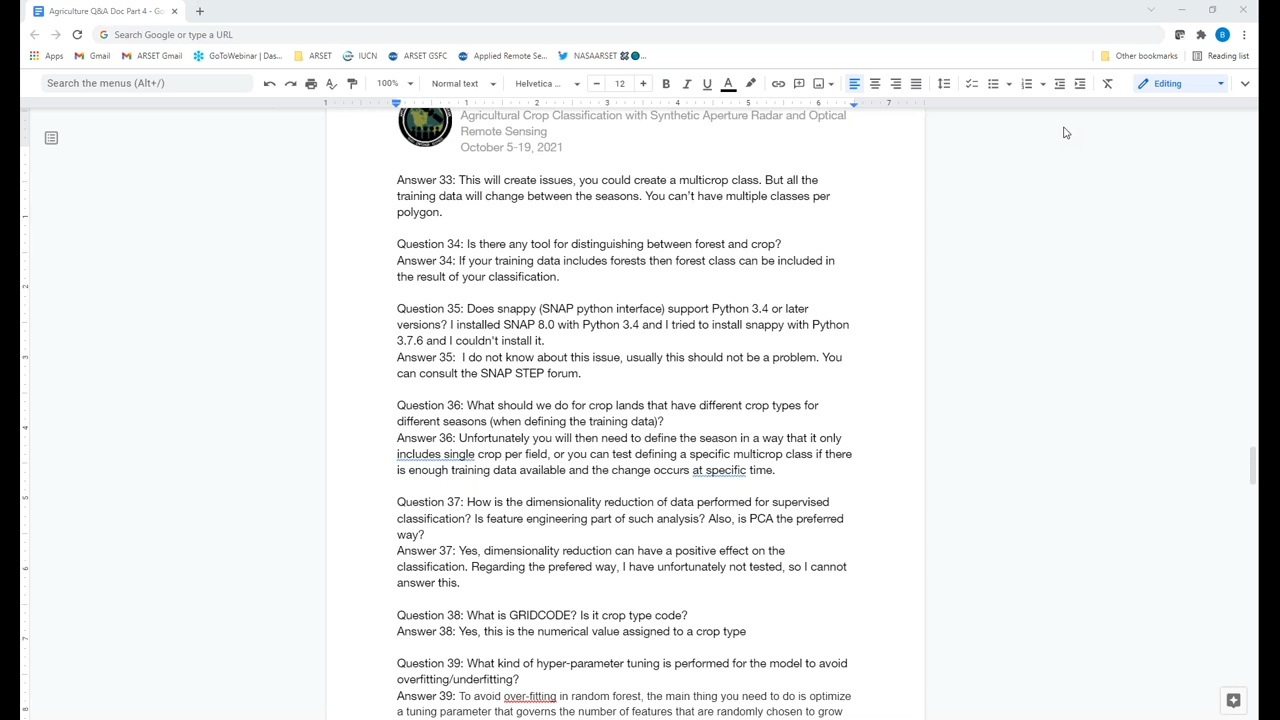 Agriculture Q&A Doc Part 4 - Go
Search Google or type a URL
B
Apps Gmail ARSET Gmail GoToWebinar | Das... ARSET IUCN ARSET GSFC Applied Remote Se... NASAARSET Other bookmarks Reading list
Search the menus (Alt+/) 100% Normal text Helvetica ... 12 B I U A Editing
1 1 2 3 4 5 6 7
Agricultural Crop Classification with Synthetic Aperture Radar and Optical
Remote Sensing
October 5-19, 2021
Answer 33: This will create issues, you could create a multicrop class. But all the
training data will change between the seasons. You can't have multiple classes per
polygon.
Question 34: Is there any tool for distinguishing between forest and crop?
Answer 34: If your training data includes forests then forest class can be included in
the result of your classification.
Question 35: Does snappy (SNAP python interface) support Python 3.4 or later
versions? I installed SNAP 8.0 with Python 3.4 and I tried to install snappy with Python
3.7.6 and I couldn't install it.
Answer 35:  I do not know about this issue, usually this should not be a problem. You
can consult the SNAP STEP forum.
Question 36: What should we do for crop lands that have different crop types for
different seasons (when defining the training data)?
Answer 36: Unfortunately you will then need to define the season in a way that it only
includes single crop per field, or you can test defining a specific multicrop class if there
is enough training data available and the change occurs at specific time.
Question 37: How is the dimensionality reduction of data performed for supervised
classification? Is feature engineering part of such analysis? Also, is PCA the preferred
way?
Answer 37: Yes, dimensionality reduction can have a positive effect on the
classification. Regarding the prefered way, I have unfortunately not tested, so I cannot
answer this.
Question 38: What is GRIDCODE? Is it crop type code?
Answer 38: Yes, this is the numerical value assigned to a crop type
Question 39: What kind of hyper-parameter tuning is performed for the model to avoid
overfitting/underfitting?
Answer 39: To avoid over-fitting in random forest, the main thing you need to do is optimize
a tuning parameter that governs the number of features that are randomly chosen to grow